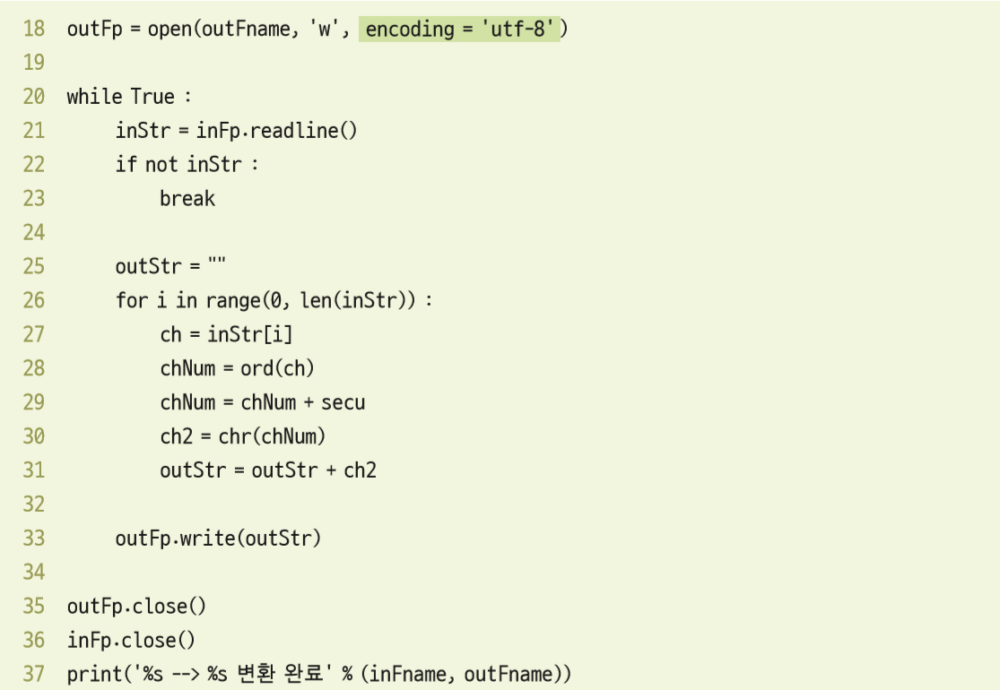 18 outFp = open(outFname, 'w', encoding = 'utf-8')
19
20 while True :
21     inStr = inFp.readline()
22     if not inStr :
23         break
24
25     outStr = ""
26     for i in range(0, len(inStr)) :
27         ch = inStr[i]
28         chNum = ord(ch)
29         chNum = chNum + secu
30         ch2 = chr(chNum)
31         outStr = outStr + ch2
32
33     outFp.write(outStr)
34
35 outFp.close()
36 inFp.close()
37 print('%s --> %s 변환 완료' % (inFname, outFname))